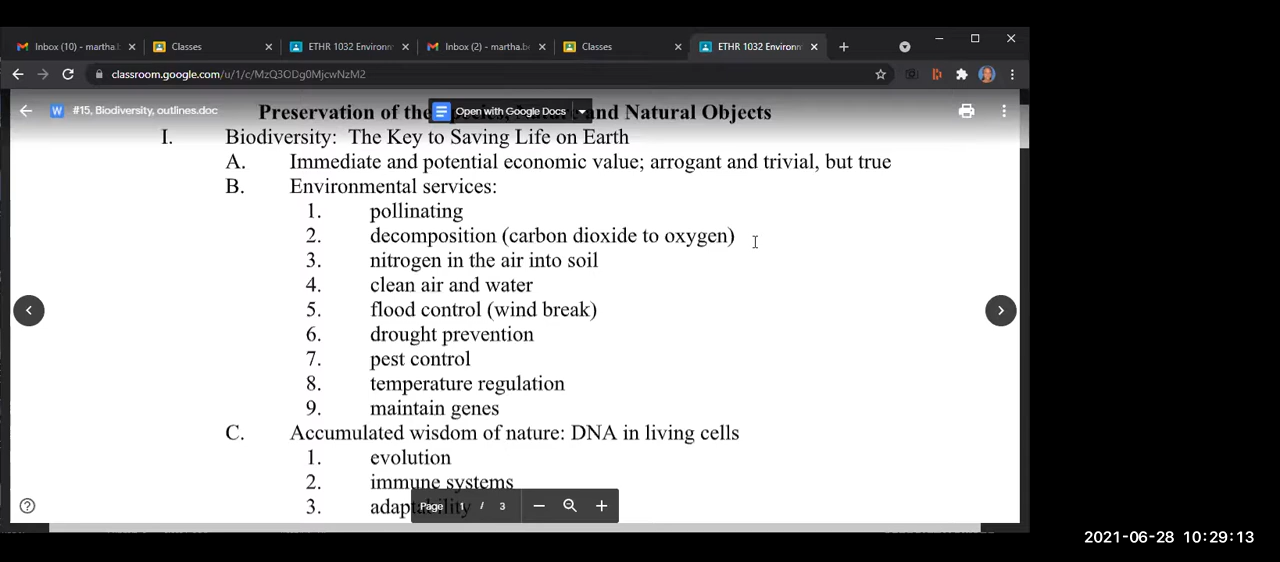 Inbox (10) - martha.b
Classes
ETHR 1032 Environm
Inbox (2) - martha.be
Classes
ETHR 1032 Environm
classroom.google.com/u/1/c/MzQ3ODg0MjcwNzM2
#15, Biodiversity, outlines.doc
Open with Google Docs
Preservation of the Species, and Natural Objects
I. Biodiversity: The Key to Saving Life on Earth
A. Immediate and potential economic value; arrogant and trivial, but true
B. Environmental services:
1. pollinating
2. decomposition (carbon dioxide to oxygen)
3. nitrogen in the air into soil
4. clean air and water
5. flood control (wind break)
6. drought prevention
7. pest control
8. temperature regulation
9. maintain genes
C. Accumulated wisdom of nature: DNA in living cells
1. evolution
2. immune systems
3. adaptability
Page 1 / 3
2021-06-28 10:29:13